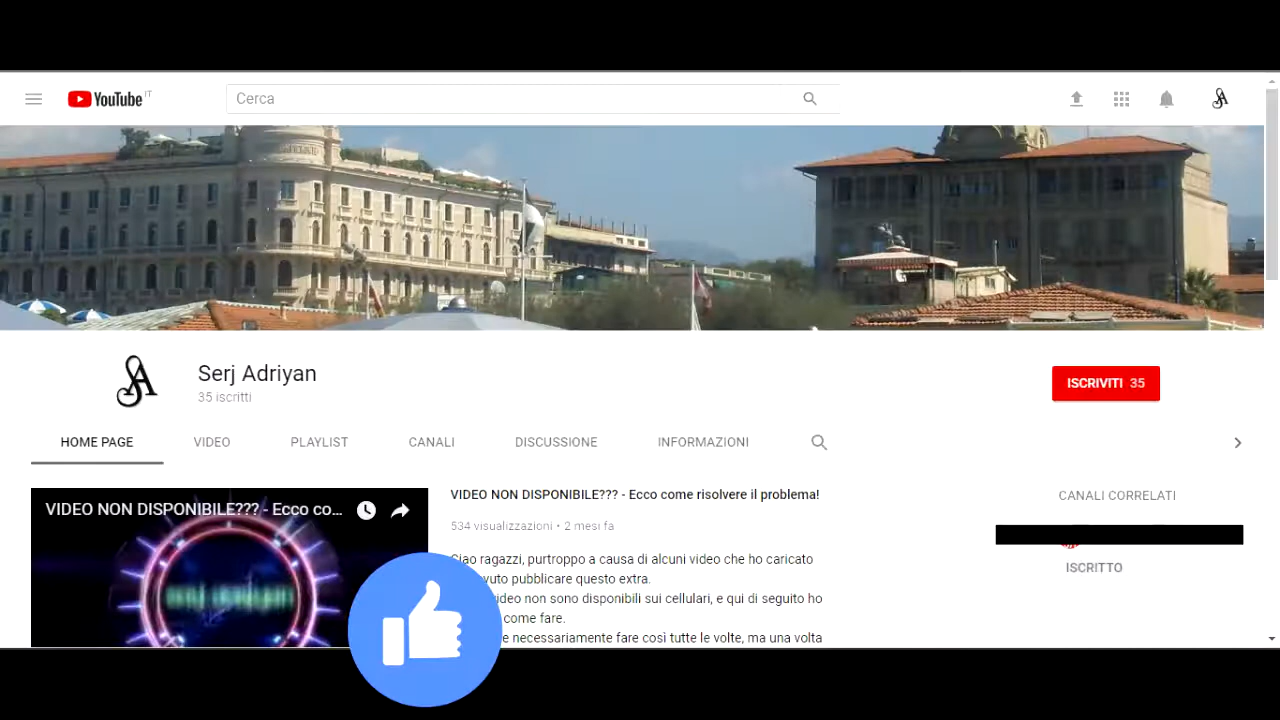 YouTube IT
Cerca
Serj Adriyan
35 iscritti
ISCRIVITI 35
HOME PAGE
VIDEO
PLAYLIST
CANALI
DISCUSSIONE
INFORMAZIONI
VIDEO NON DISPONIBILE??? - Ecco co...
VIDEO NON DISPONIBILE??? - Ecco come risolvere il problema!
534 visualizzazioni • 2 mesi fa
Ciao ragazzi, purtroppo a causa di alcuni video che ho caricato
vuto pubblicare questo extra.
ideo non sono disponibili sui cellulari, e qui di seguito ho
come fare.
e necessariamente fare così tutte le volte, ma una volta
CANALI CORRELATI
ISCRITTO